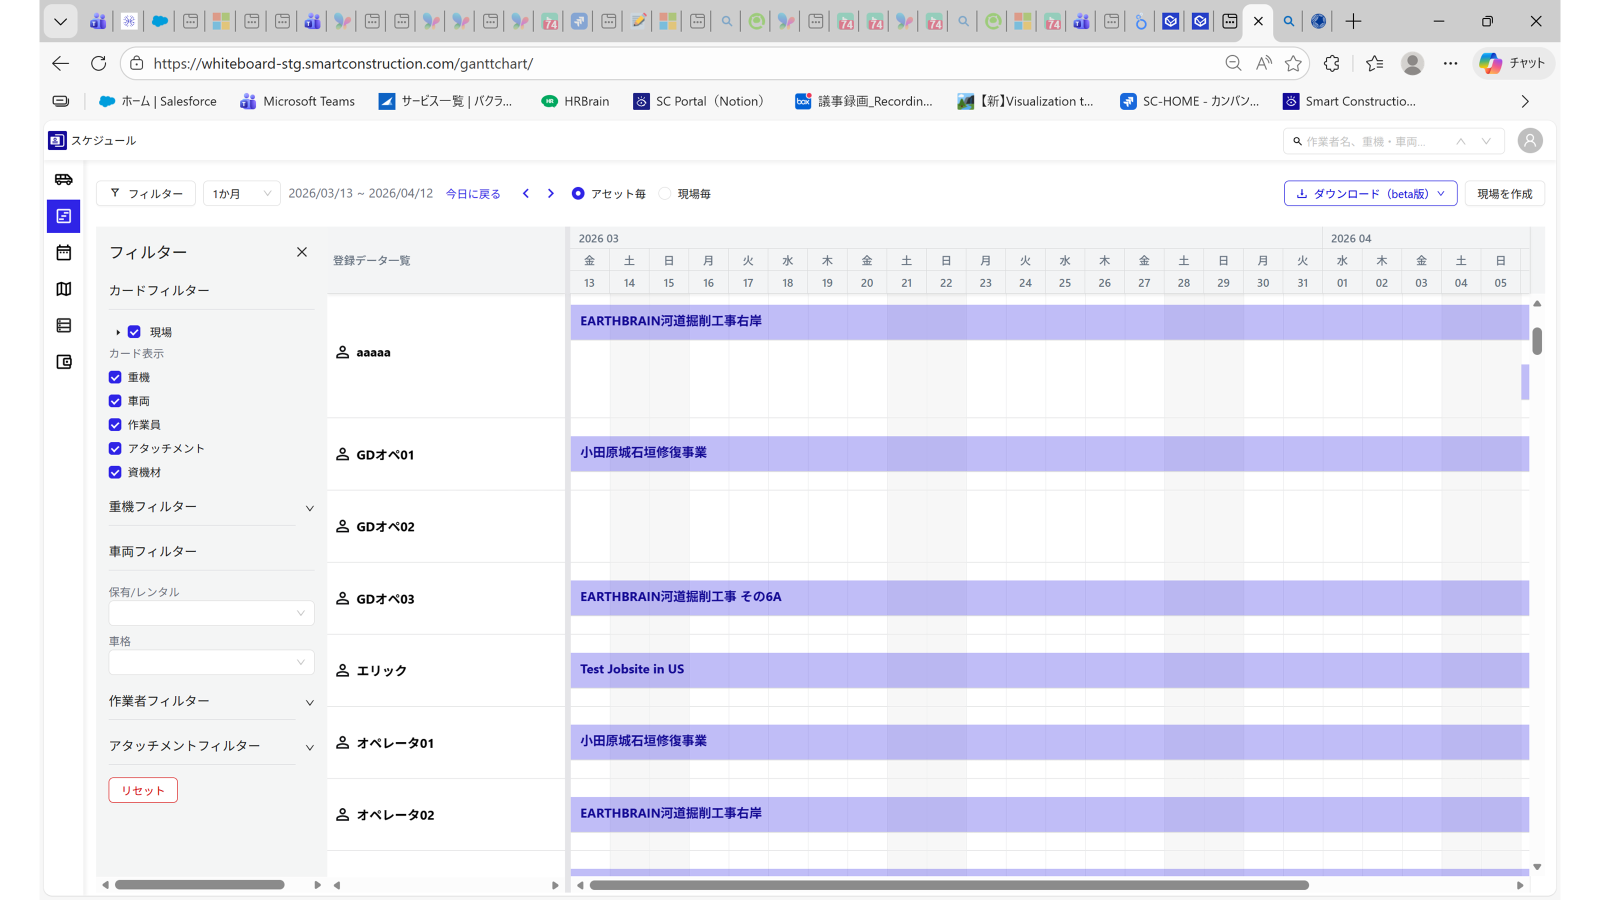 74
74
74
74
74
https://whiteboard-stg.smartconstruction.com/ganttchart/
チャット
ホーム | Salesforce
Microsoft Teams
サービス一覧 | バクラ...
HRBrain
SC Portal（Notion）
box
議事録画_Recordin...
【新】Visualization t...
SC-HOME - カンバン...
Smart Constructio...
スケジュール
作業者名、重機・車両...
フィルター
1か月
2026/03/13 ~ 2026/04/12
今日に戻る
アセット毎
現場毎
ダウンロード（beta版）
現場を作成
フィルター
カードフィルター
現場
カード表示
重機
車両
作業員
アタッチメント
資機材
重機フィルター
車両フィルター
保有/レンタル
車格
作業者フィルター
アタッチメントフィルター
リセット
登録データ一覧
2026 03
2026 04
金 土 日 月 火 水 木 金 土 日 月 火 水 木 金 土 日 月 火 水 木 金 土 日
13 14 15 16 17 18 19 20 21 22 23 24 25 26 27 28 29 30 31 01 02 03 04 05
aaaaa
EARTHBRAIN河道掘削工事右岸
GDオペ01
小田原城石垣修復事業
GDオペ02
GDオペ03
EARTHBRAIN河道掘削工事 その6A
エリック
Test Jobsite in US
オペレータ01
小田原城石垣修復事業
オペレータ02
EARTHBRAIN河道掘削工事右岸